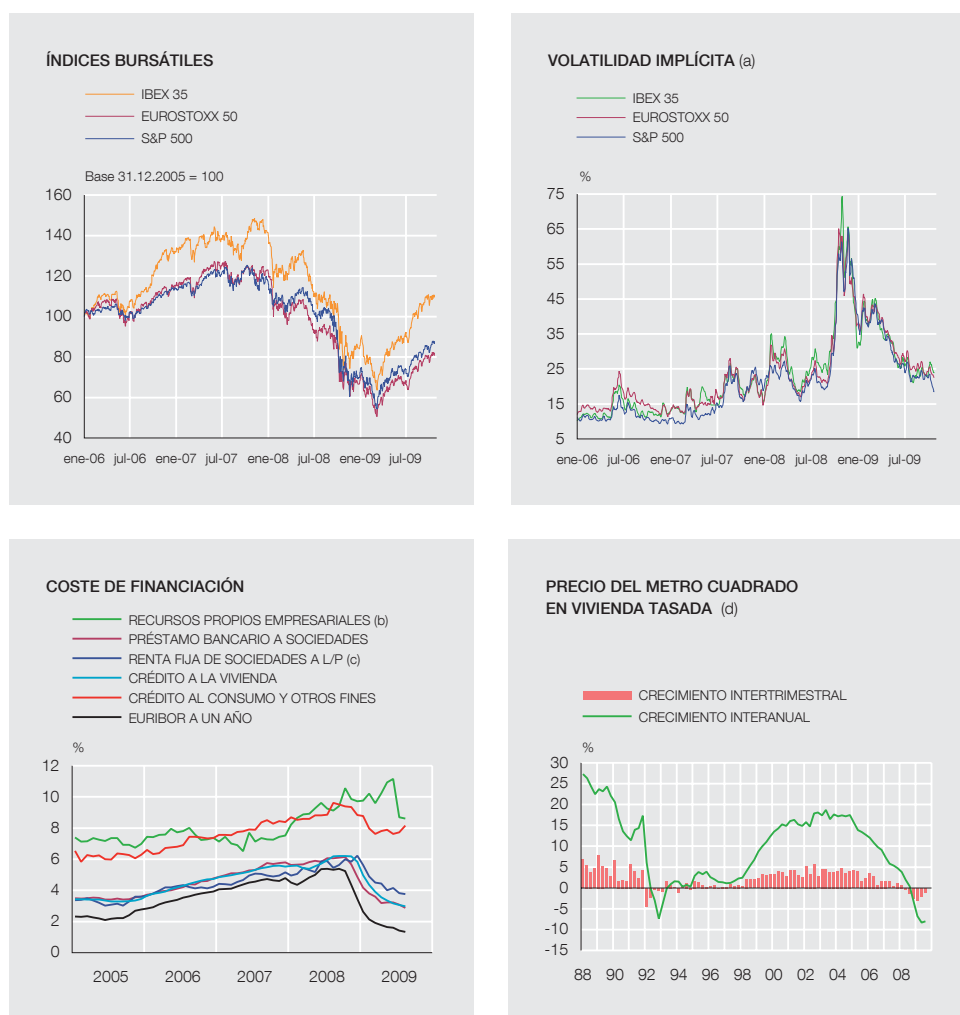 ÍNDICES BURSÁTILES
IBEX 35
EUROSTOXX 50
S&P 500
Base 31.12.2005 = 100
160
140
120
100
80
60
40
ene-06 jul-06 ene-07 jul-07 ene-08 jul-08 ene-09 jul-09
VOLATILIDAD IMPLÍCITA (a)
IBEX 35
EUROSTOXX 50
S&P 500
%
75
65
55
45
35
25
15
5
ene-06 jul-06 ene-07 jul-07 ene-08 jul-08 ene-09 jul-09
COSTE DE FINANCIACIÓN
RECURSOS PROPIOS EMPRESARIALES (b)
PRÉSTAMO BANCARIO A SOCIEDADES
RENTA FIJA DE SOCIEDADES A L/P (c)
CRÉDITO A LA VIVIENDA
CRÉDITO AL CONSUMO Y OTROS FINES
EURIBOR A UN AÑO
%
12
10
8
6
4
2
0
2005 2006 2007 2008 2009
PRECIO DEL METRO CUADRADO
EN VIVIENDA TASADA (d)
CRECIMIENTO INTERTRIMESTRAL
CRECIMIENTO INTERANUAL
%
30
25
20
15
10
5
0
-5
-10
-15
88 90 92 94 96 98 00 02 04 06 08